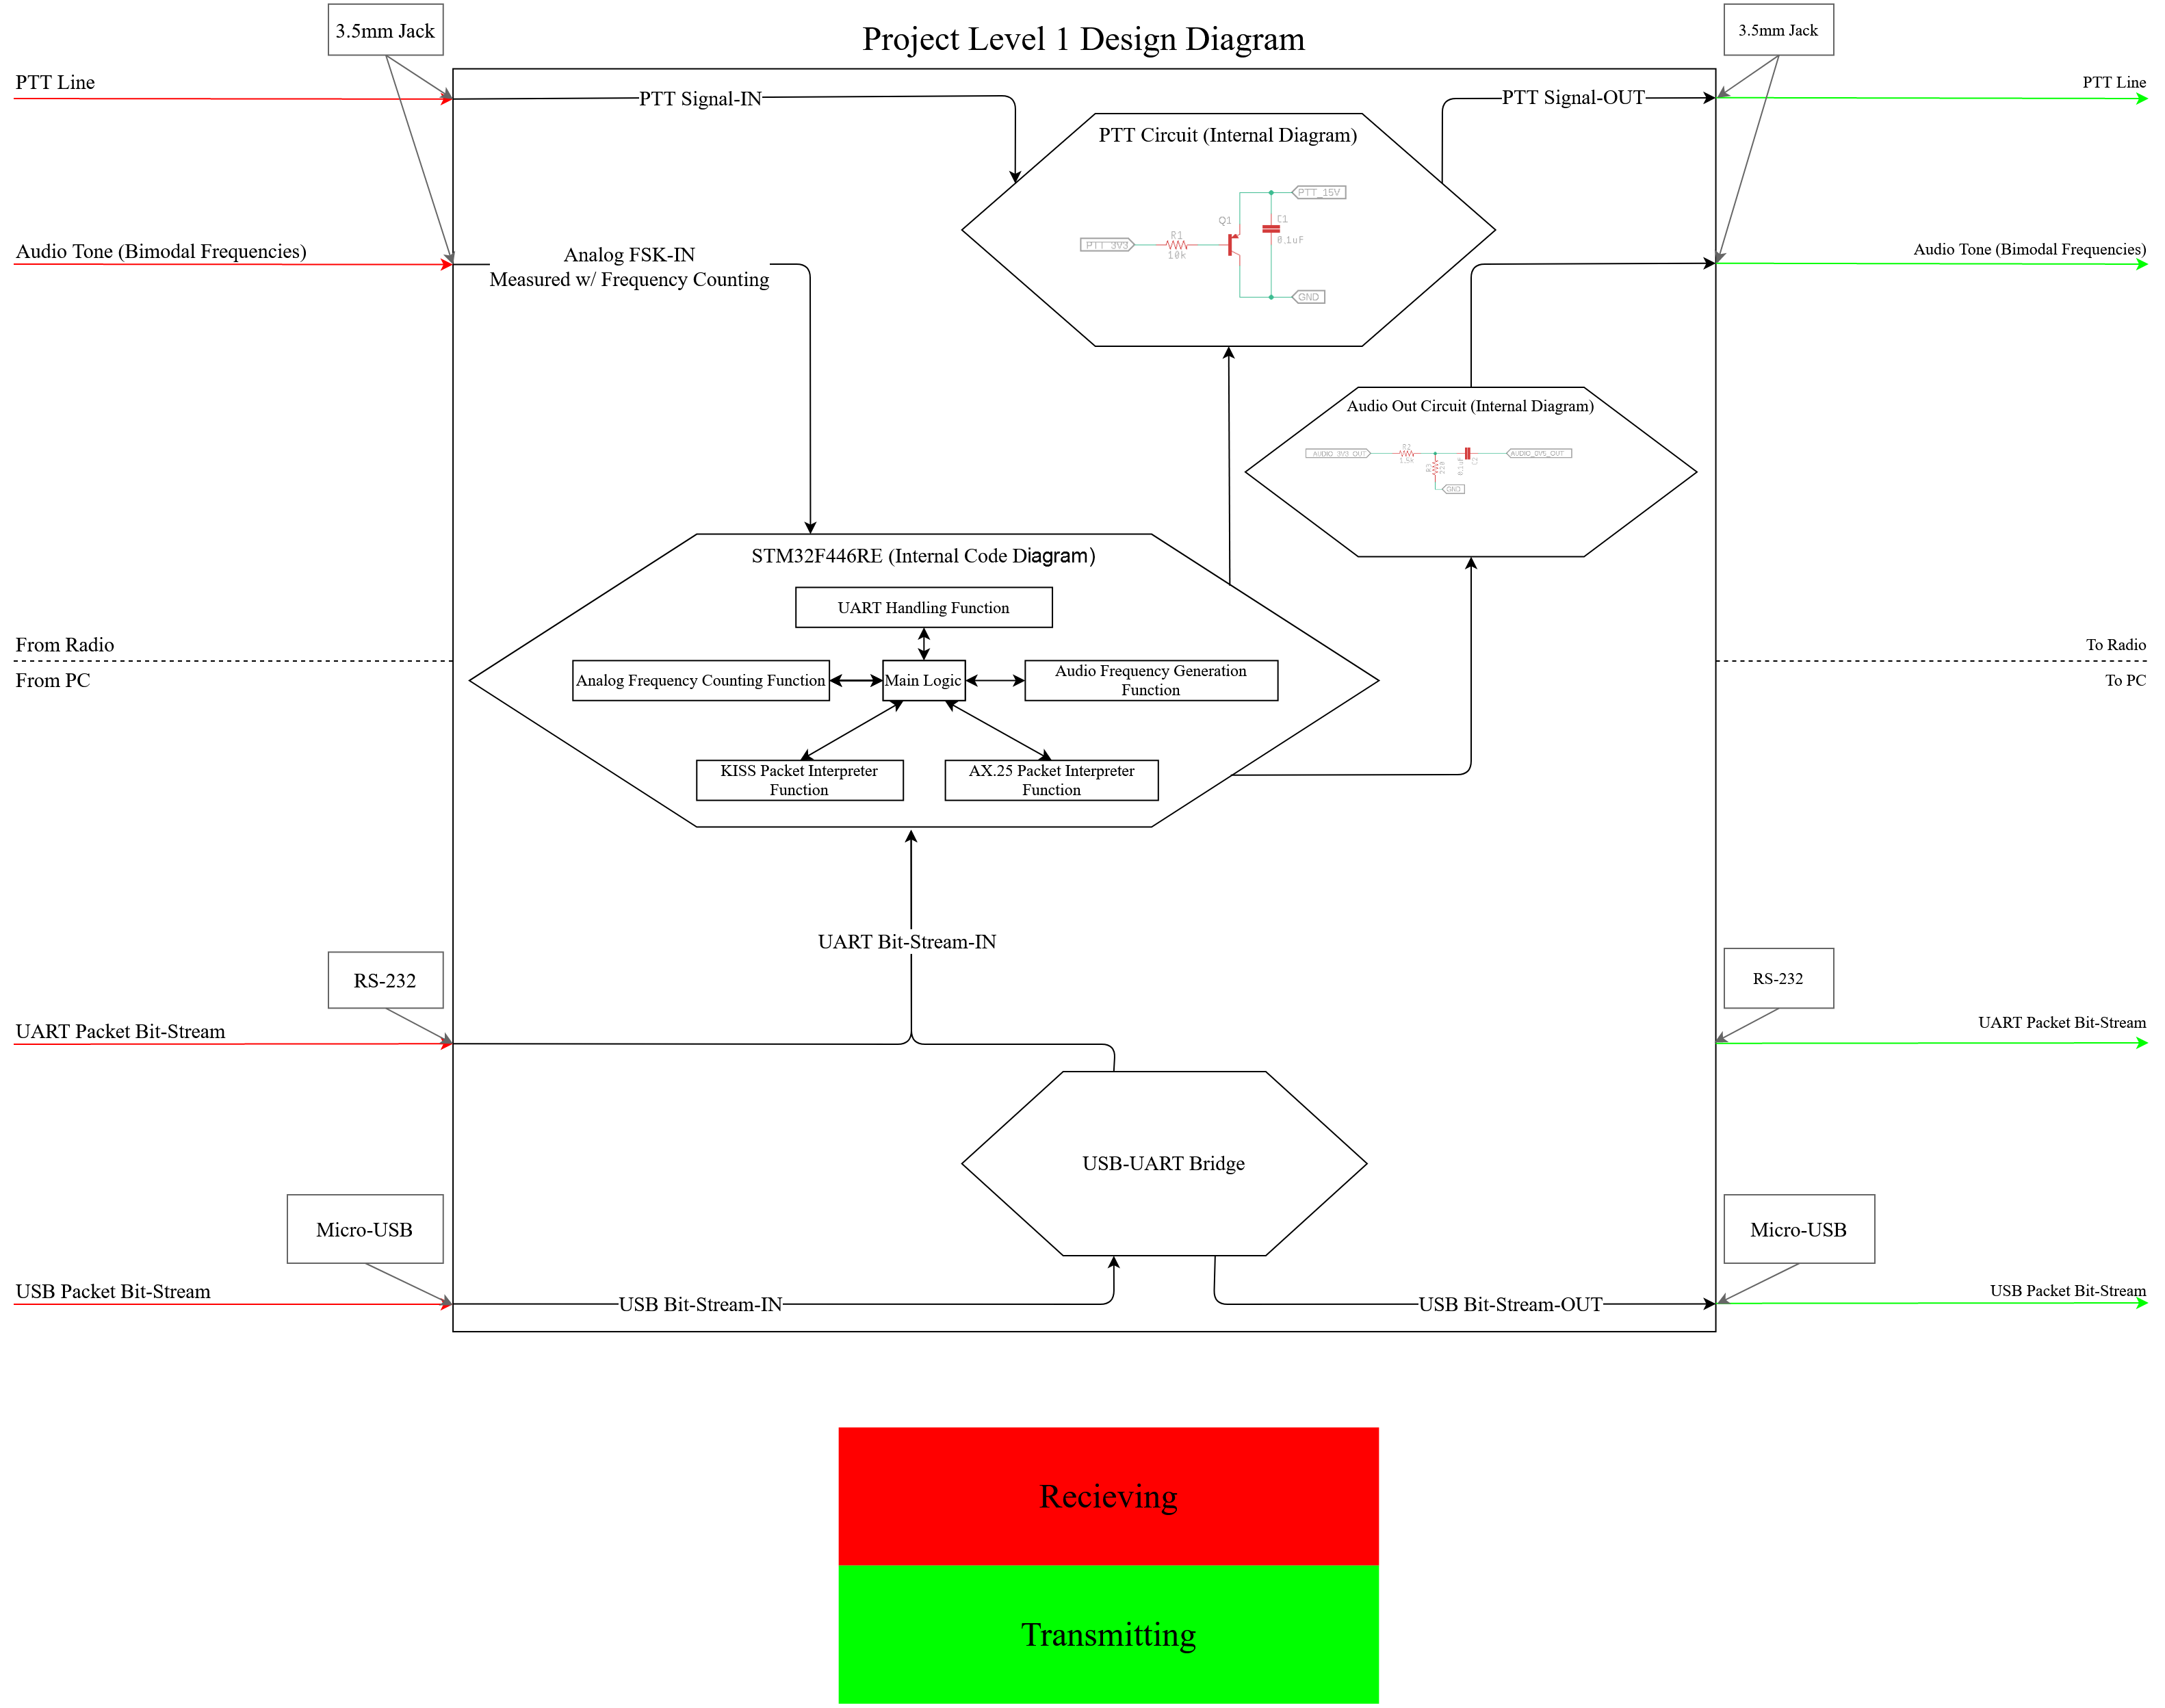 Project Level 1 Design Diagram
3.5mm Jack
3.5mm Jack
PTT Line
PTT Line
PTT Signal-IN
PTT Signal-OUT
PTT Circuit (Internal Diagram)
PTT_15V
Q1
C1
0.1uF
R1
10k
PTT_3V3
GND
Audio Tone (Bimodal Frequencies)
Audio Tone (Bimodal Frequencies)
Analog FSK-IN
Measured w/ Frequency Counting
Audio Out Circuit (Internal Diagram)
AUDIO_3V3_OUT
R2
1.5k
AUDIO_0V5_OUT
0.1uF
C2
GND
STM32F446RE (Internal Code Diagram)
UART Handling Function
Analog Frequency Counting Function
Main Logic
Audio Frequency Generation
Function
KISS Packet Interpreter
Function
AX.25 Packet Interpreter
Function
From Radio
From PC
To Radio
To PC
UART Bit-Stream-IN
RS-232
RS-232
UART Packet Bit-Stream
UART Packet Bit-Stream
USB-UART Bridge
Micro-USB
Micro-USB
USB Packet Bit-Stream
USB Packet Bit-Stream
USB Bit-Stream-IN
USB Bit-Stream-OUT
Recieving
Transmitting